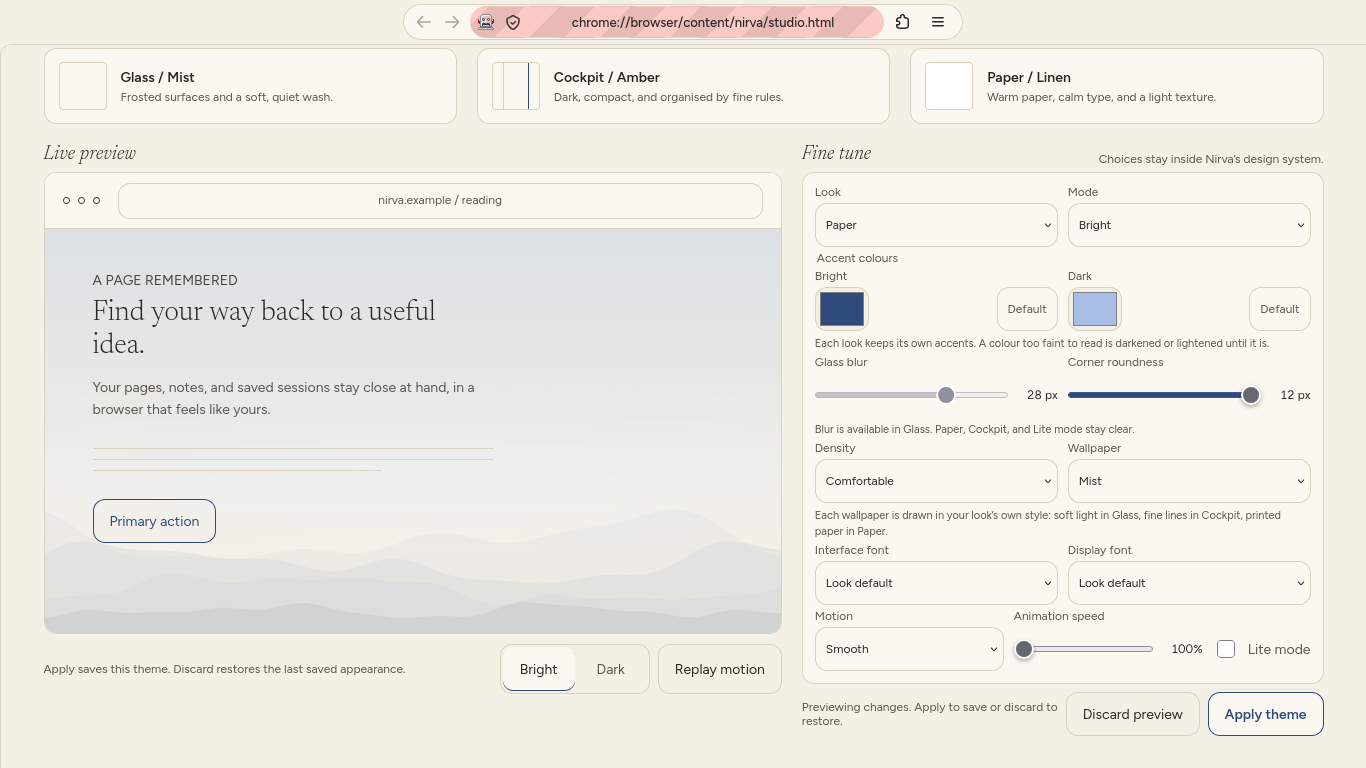 chrome://browser/content/nirva/studio.html
Glass / Mist
Frosted surfaces and a soft, quiet wash.
Cockpit / Amber
Dark, compact, and organised by fine rules.
Paper / Linen
Warm paper, calm type, and a light texture.
Live preview
nirva.example / reading
A PAGE REMEMBERED
Find your way back to a useful
idea.
Your pages, notes, and saved sessions stay close at hand, in a
browser that feels like yours.
Primary action
Apply saves this theme. Discard restores the last saved appearance.
Bright
Dark
Replay motion
Fine tune
Choices stay inside Nirva's design system.
Look
Mode
Paper
Bright
Accent colours
Bright
Dark
Default
Default
Each look keeps its own accents. A colour too faint to read is darkened or lightened until it is.
Glass blur
Corner roundness
28 px
12 px
Blur is available in Glass. Paper, Cockpit, and Lite mode stay clear.
Density
Wallpaper
Comfortable
Mist
Each wallpaper is drawn in your look's own style: soft light in Glass, fine lines in Cockpit, printed
paper in Paper.
Interface font
Display font
Look default
Look default
Motion
Animation speed
Smooth
100%
Lite mode
Previewing changes. Apply to save or discard to
restore.
Discard preview
Apply theme